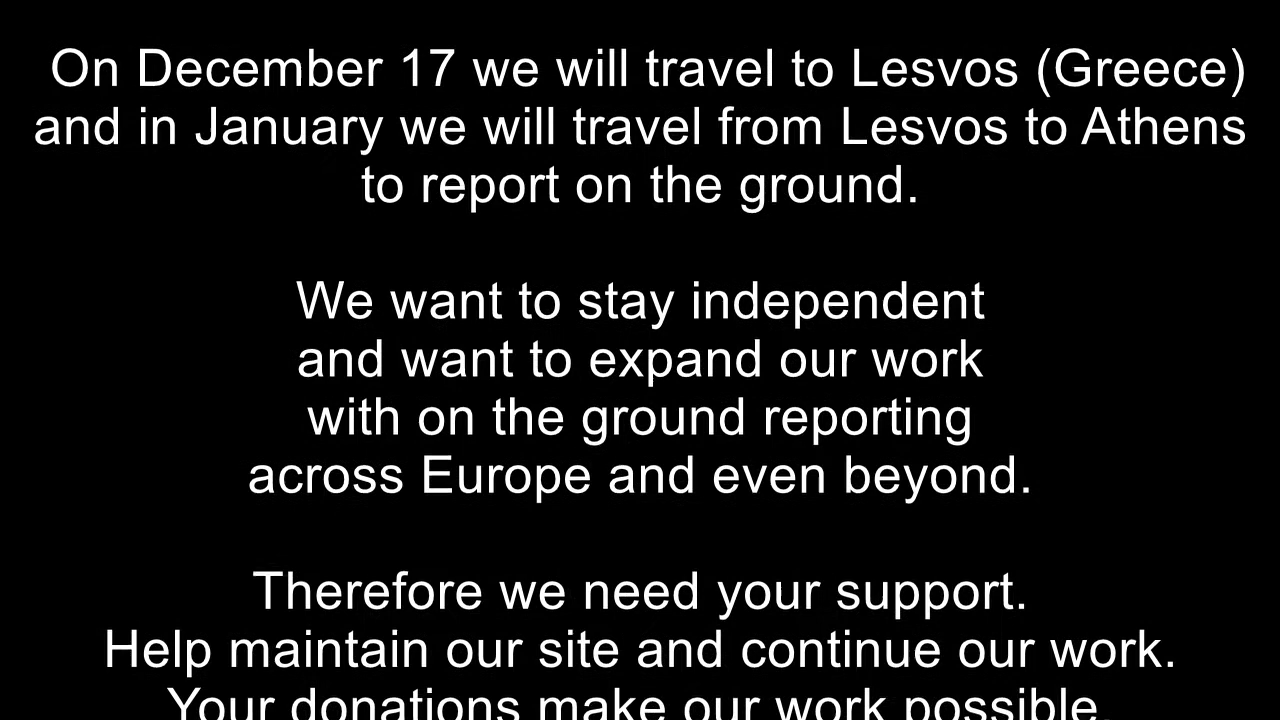 On December 17 we will travel to Lesvos (Greece)
and in January we will travel from Lesvos to Athens
to report on the ground.
We want to stay independent
and want to expand our work
with on the ground reporting
across Europe and even beyond.
Therefore we need your support.
Help maintain our site and continue our work.
Your donations make our work possible.